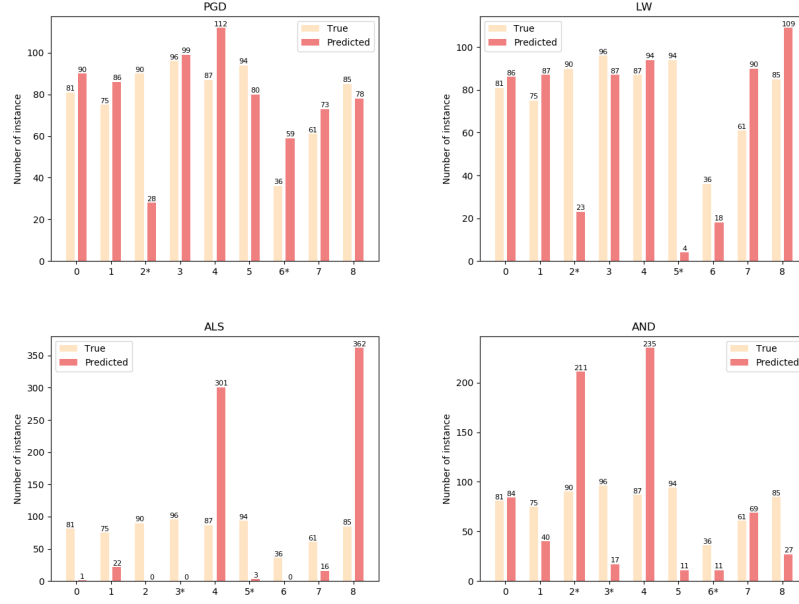 PGD
True
Predicted
Number of instance
100
80
60
40
20
0
81 90 75 86 90 28 96 99 87 112 94 80 36 59 61 73 85 78
0 1 2* 3 4 5 6* 7 8
LW
True
Predicted
Number of instance
100
80
60
40
20
0
81 86 75 87 90 23 96 87 87 94 94 4 36 18 61 90 85 109
0 1 2* 3 4 5* 6 7 8
ALS
True
Predicted
Number of instance
350
300
250
200
150
100
50
0
81 1 75 22 90 0 96 0 87 301 94 3 36 0 61 16 85 362
0 1 2 3* 4 5* 6 7 8
AND
True
Predicted
Number of instance
200
150
100
50
0
81 84 75 40 90 211 96 17 87 235 94 11 36 11 61 69 85 27
0 1 2* 3* 4 5 6* 7 8